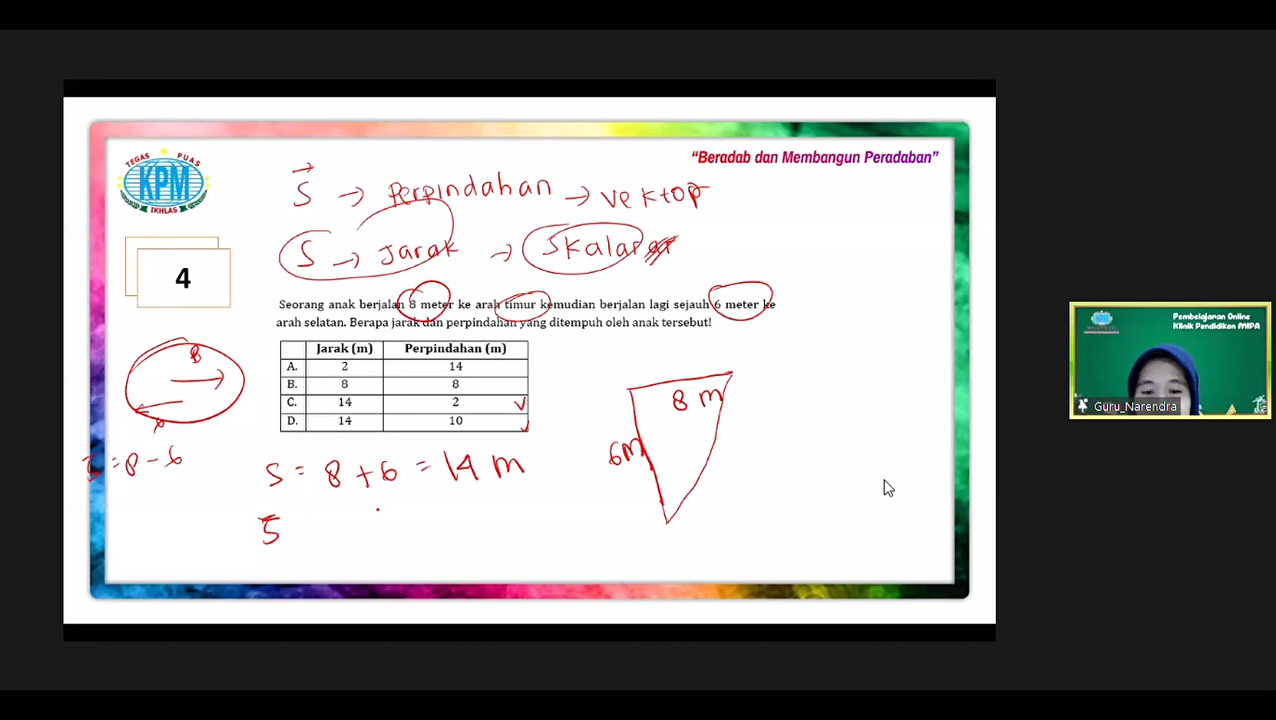 "Beradab dan Membangun Peradaban"
TEGAS PUAS
KPM
IKHLAS
S → Perpindahan → vektor
S → Jarak → Skalar
4
Seorang anak berjalan 8 meter ke arah timur kemudian berjalan lagi sejauh 6 meter ke
arah selatan. Berapa jarak dan perpindahan yang ditempuh oleh anak tersebut!
Jarak (m) Perpindahan (m)
A. 2 14
B. 8 8
C. 14 2 ✓
D. 14 10 ✓
8
= 8 - 6
8 m
6m
S = 8 + 6 = 14 m
S
Pembelajaran Online
Klinik Pendidikan MIPA
Guru_Narendra